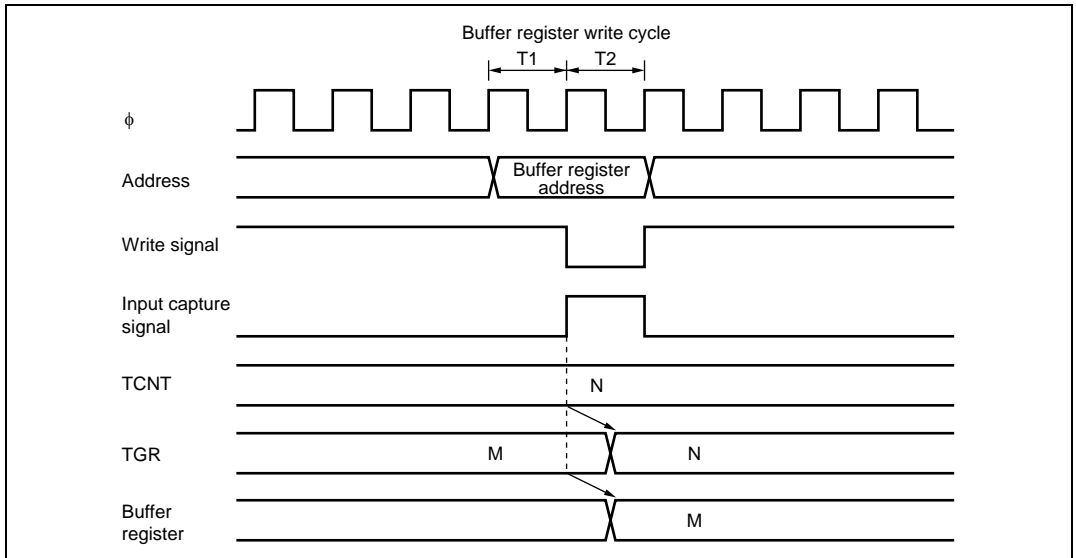 Buffer register write cycle
T1 T2
ϕ
Address
Buffer register
address
Write signal
Input capture
signal
TCNT
N
TGR
M N
Buffer
register
M